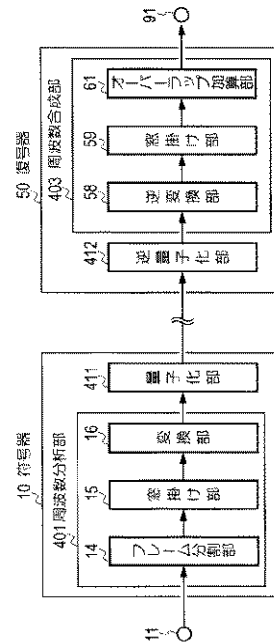 10 符号器
401 周波数分析部
11
14
フレーム分割部
15
窓掛け部
16
変換部
411
量子化部
50 復号器
412
逆量子化部
403 周波数合成部
58
逆変換部
59
窓掛け部
61
オーバーラップ加算部
91